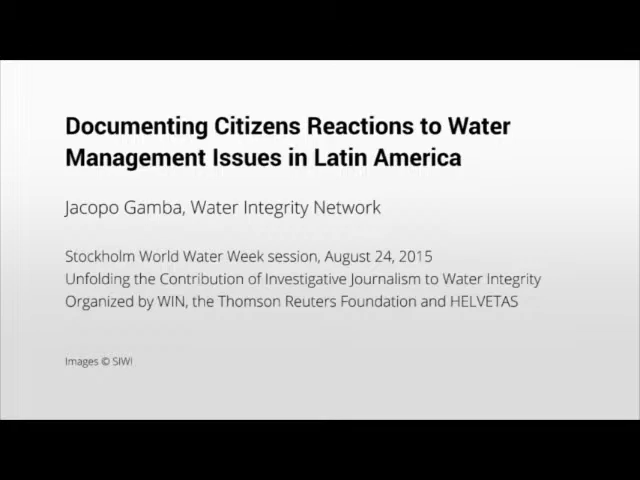 Documenting Citizens Reactions to Water
Management Issues in Latin America
Jacopo Gamba, Water Integrity Network
Stockholm World Water Week session, August 24, 2015
Unfolding the Contribution of Investigative Journalism to Water Integrity
Organized by WIN, the Thomson Reuters Foundation and HELVETAS
Images © SIWI